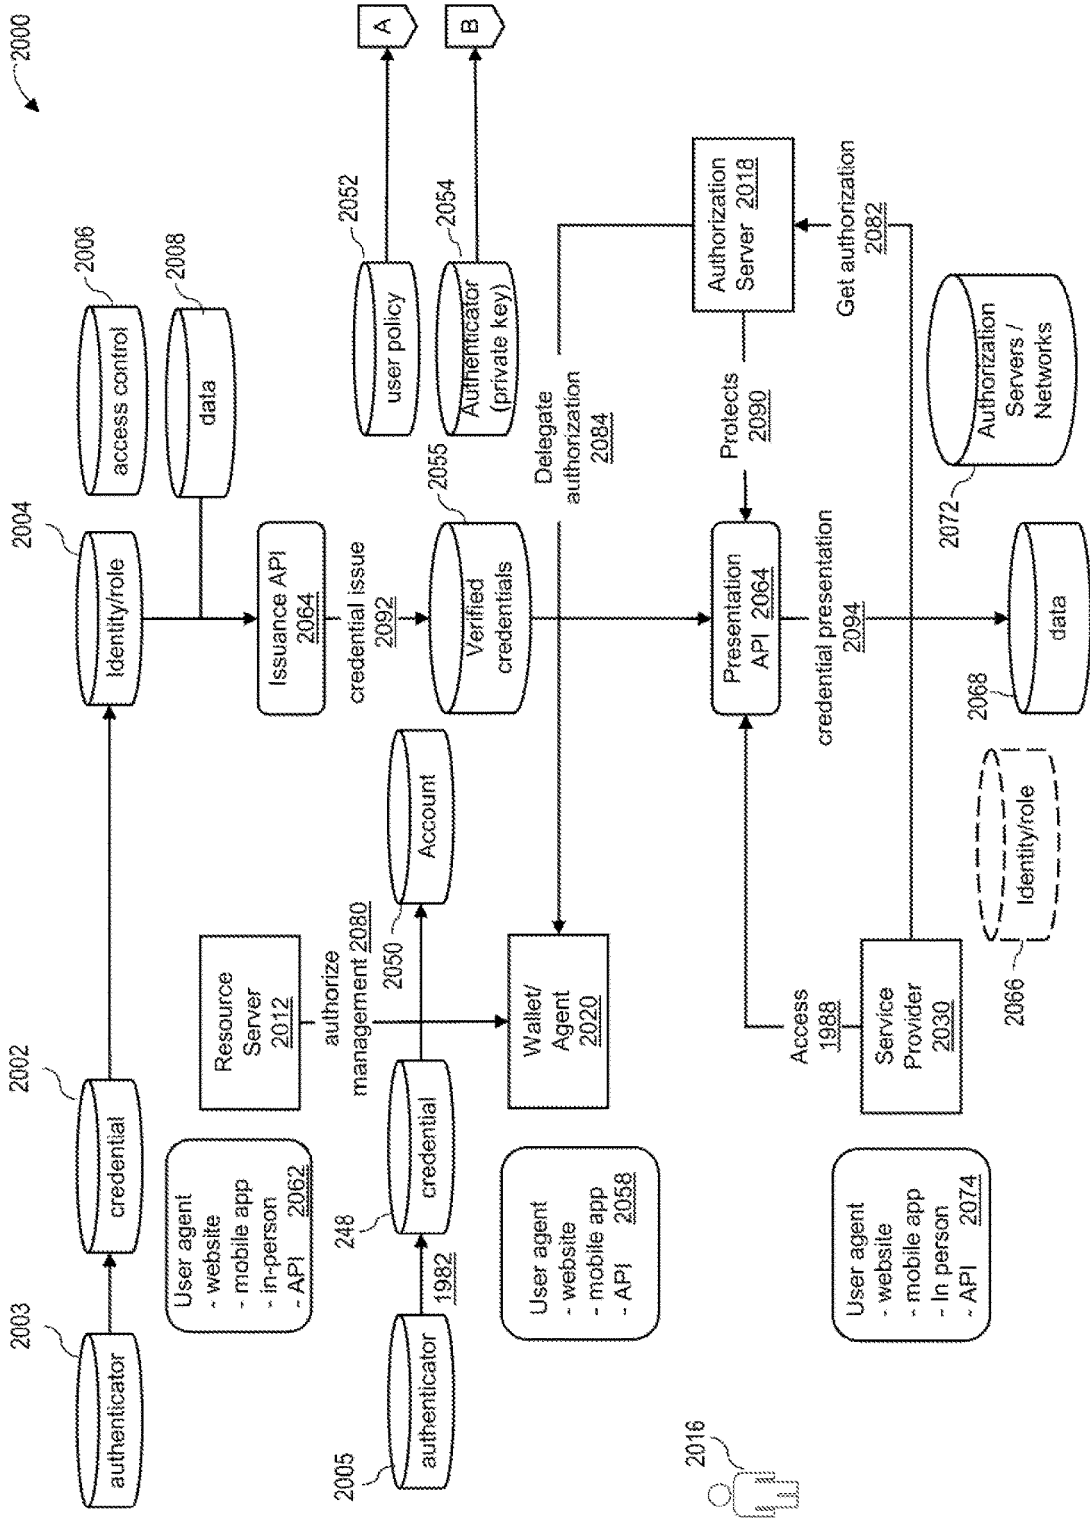 2000
2003
authenticator
2002
credential
2004
Identity/role
2006
access control
2008
data
User agent
- website
- mobile app
- in-person
- API 2062
Resource
Server
2012
Issuance API
2064
authorize
management 2080
credential issue
2092
2052
user policy
A
2005
authenticator
1982
248
credential
2050
Account
2055
Verified
credentials
2054
Authenticator
(private key)
B
User agent
- website
- mobile app
- API 2058
Wallet/
Agent
2020
Delegate
authorization
2084
2016
Presentation
API 2064
Protects
2090
Authorization
Server 2018
Access
1988
credential presentation
2094
Get authorization
2082
User agent
- website
- mobile app
- In person
- API 2074
Service
Provider
2030
2066
Identity/role
2068
data
2072
Authorization
Servers /
Networks